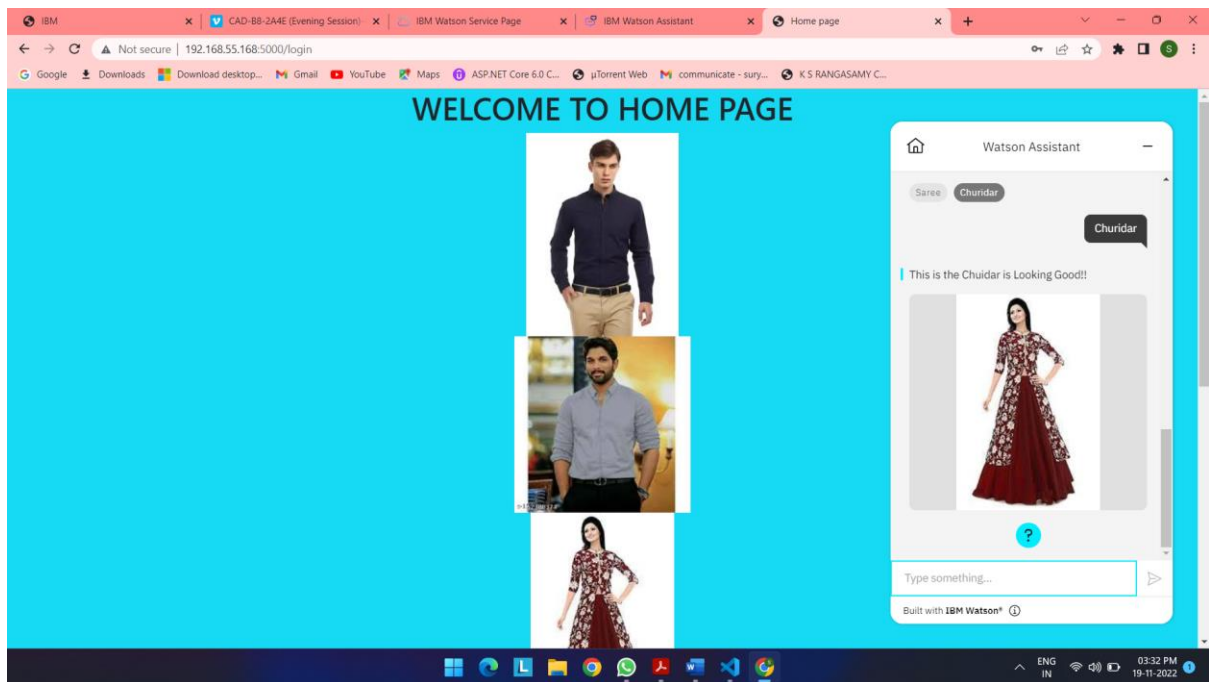 IBM
CAD-BB-2A4E (Evening Session)-
IBM Watson Service Page
IBM Watson Assistant
Home page
Not secure | 192.168.55.168:5000/login
Google
Downloads
Download desktop...
Gmail
YouTube
Maps
ASP.NET Core 6.0 C...
µTorrent Web
communicate - sury...
K S RANGASAMY C...
WELCOME TO HOME PAGE
Watson Assistant
Saree
Churidar
Churidar
This is the Chuidar is Looking Good!!
?
Type something...
Built with IBM Watson®
ENG
IN
03:32 PM
19-11-2022